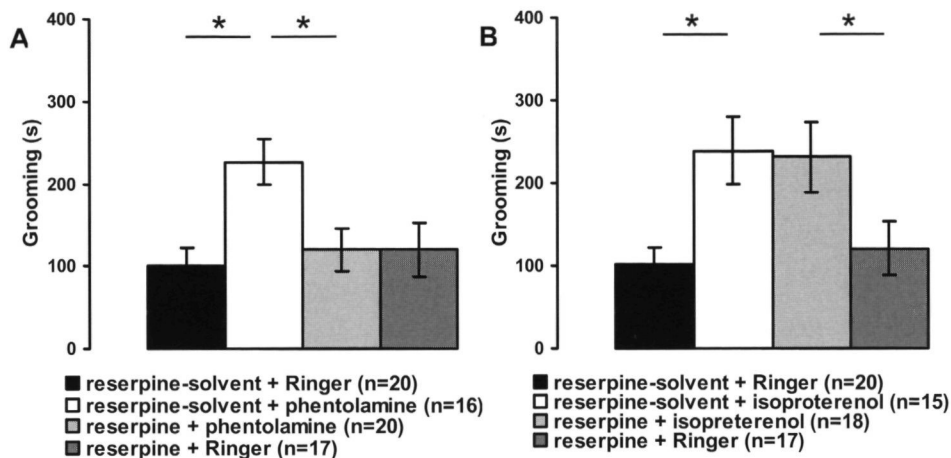 A
Grooming (s)
400
300
200
100
0
*
*
reserpine-solvent + Ringer (n=20)
reserpine-solvent + phentolamine (n=16)
reserpine + phentolamine (n=20)
reserpine + Ringer (n=17)
B
Grooming (s)
400
300
200
100
0
*
*
reserpine-solvent + Ringer (n=20)
reserpine-solvent + isoproterenol (n=15)
reserpine + isopreterenol (n=18)
reserpine + Ringer (n=17)